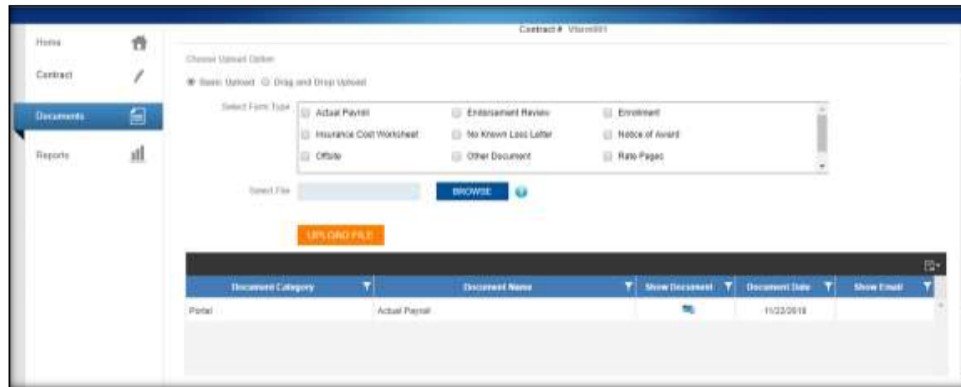 Contract #
Home
Contract
Documents
Reports
Choose Upload Option
Basic Upload Drag and Drop Upload
Select Form Type
Actual Payroll Endorsement Review Enrollment
Insurance Cost Worksheet No Known Loss Letter Notice of Award
Offsite Other Document Rate Pages
Select File BROWSE
UPLOAD FILE
Document Category Document Name Show Document Document Date Show Email
Portal Actual Payroll 11/22/2018